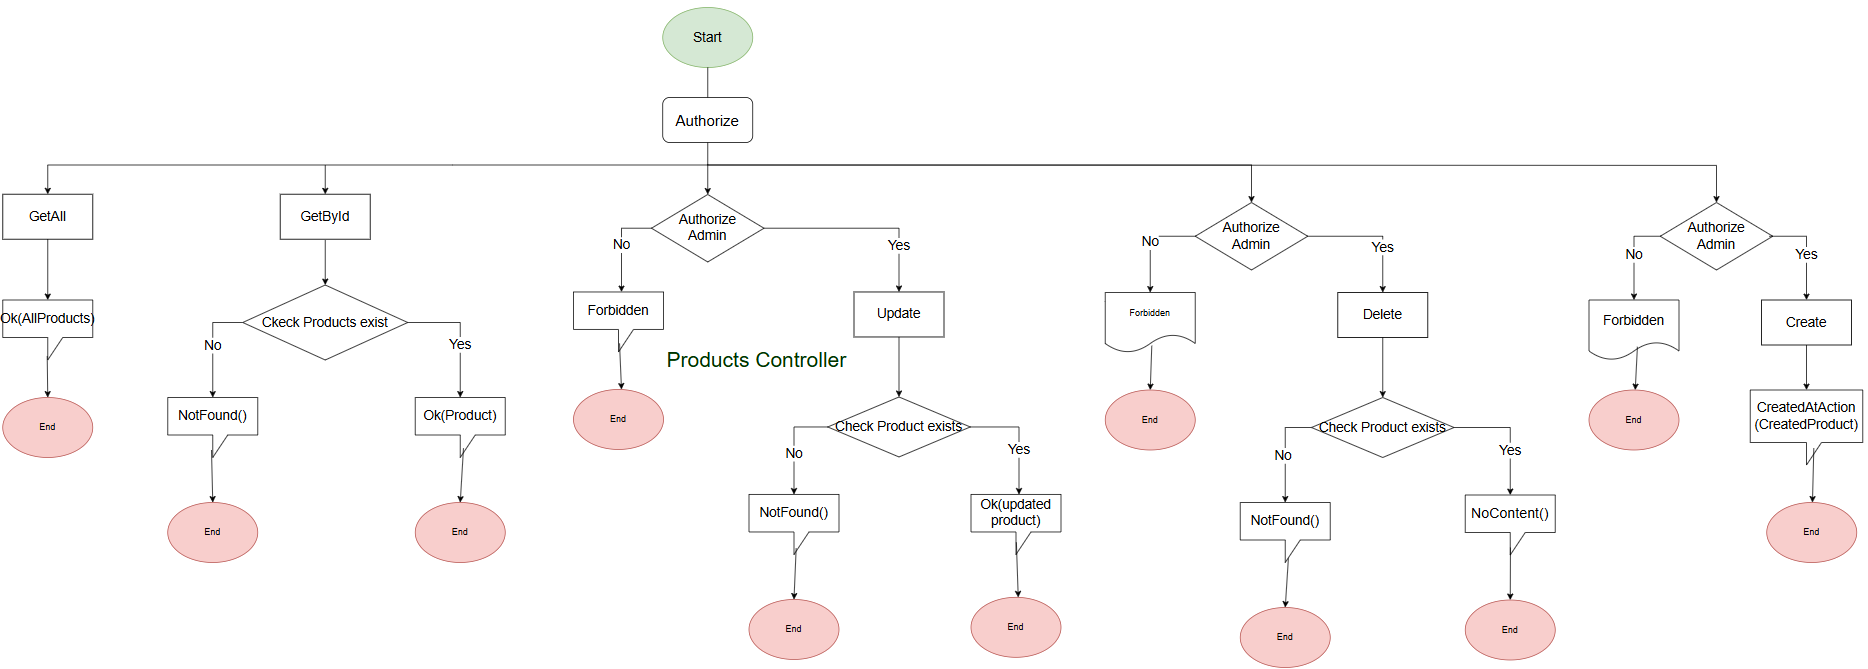 Start
Authorize
GetAll
GetById
Authorize
Admin
Authorize
Admin
Authorize
Admin
No
Yes
No
Yes
No
Yes
Ok(AllProducts)
Ckeck Products exist
Forbidden
Update
Forbidden
Delete
Forbidden
Create
No
Yes
Products Controller
End
NotFound()
Ok(Product)
End
Check Product exists
End
Check Product exists
End
CreatedAtAction
(CreatedProduct)
No
Yes
No
Yes
End
End
NotFound()
Ok(updated
product)
NotFound()
NoContent()
End
End
End
End
End